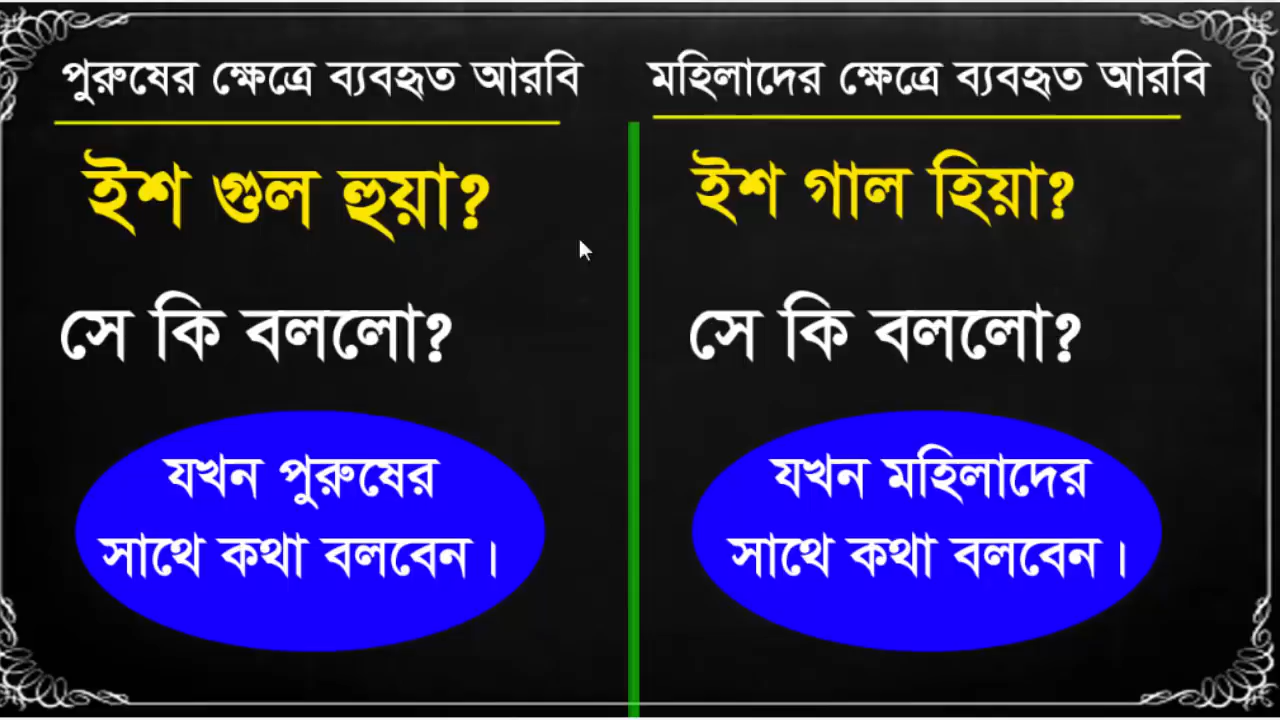 পুরুষের ক্ষেত্রে ব্যবহৃত আরবি
ইশ গুল হুয়া?
সে কি বললো?
যখন পুরুষের
সাথে কথা বলবেন।
মহিলাদের ক্ষেত্রে ব্যবহৃত আরবি
ইশ গাল হিয়া?
সে কি বললো?
যখন মহিলাদের
সাথে কথা বলবেন।